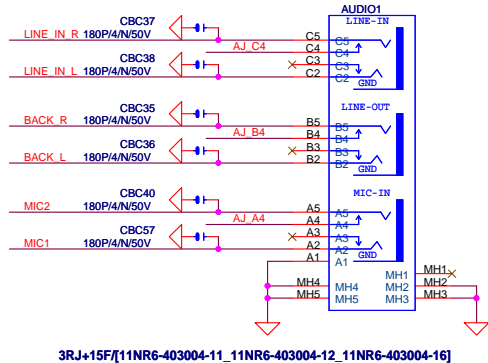 AUDIO1
CBC37
LINE-IN
LINE_IN_R 180P/4/N/50V
C5 C5
AJ_C4 C4 C4
CBC38
C3 C3
LINE_IN_L 180P/4/N/50V
C2 C2
GND
CBC35
LINE-OUT
BACK_R 180P/4/N/50V
B5 B5
AJ_B4 B4 B4
CBC36
B3 B3
BACK_L 180P/4/N/50V
B2 B2
GND
CBC40
MIC-IN
MIC2 180P/4/N/50V
A5 A5
AJ_A4 A4 A4
CBC57
A3 A3
MIC1 180P/4/N/50V
A2 A2
GND
A1 A1
MH1 MH1
MH4 MH4 MH2 MH2
MH5 MH5 MH3 MH3
3RJ+15F/[11NR6-403004-11_11NR6-403004-12_11NR6-403004-16]